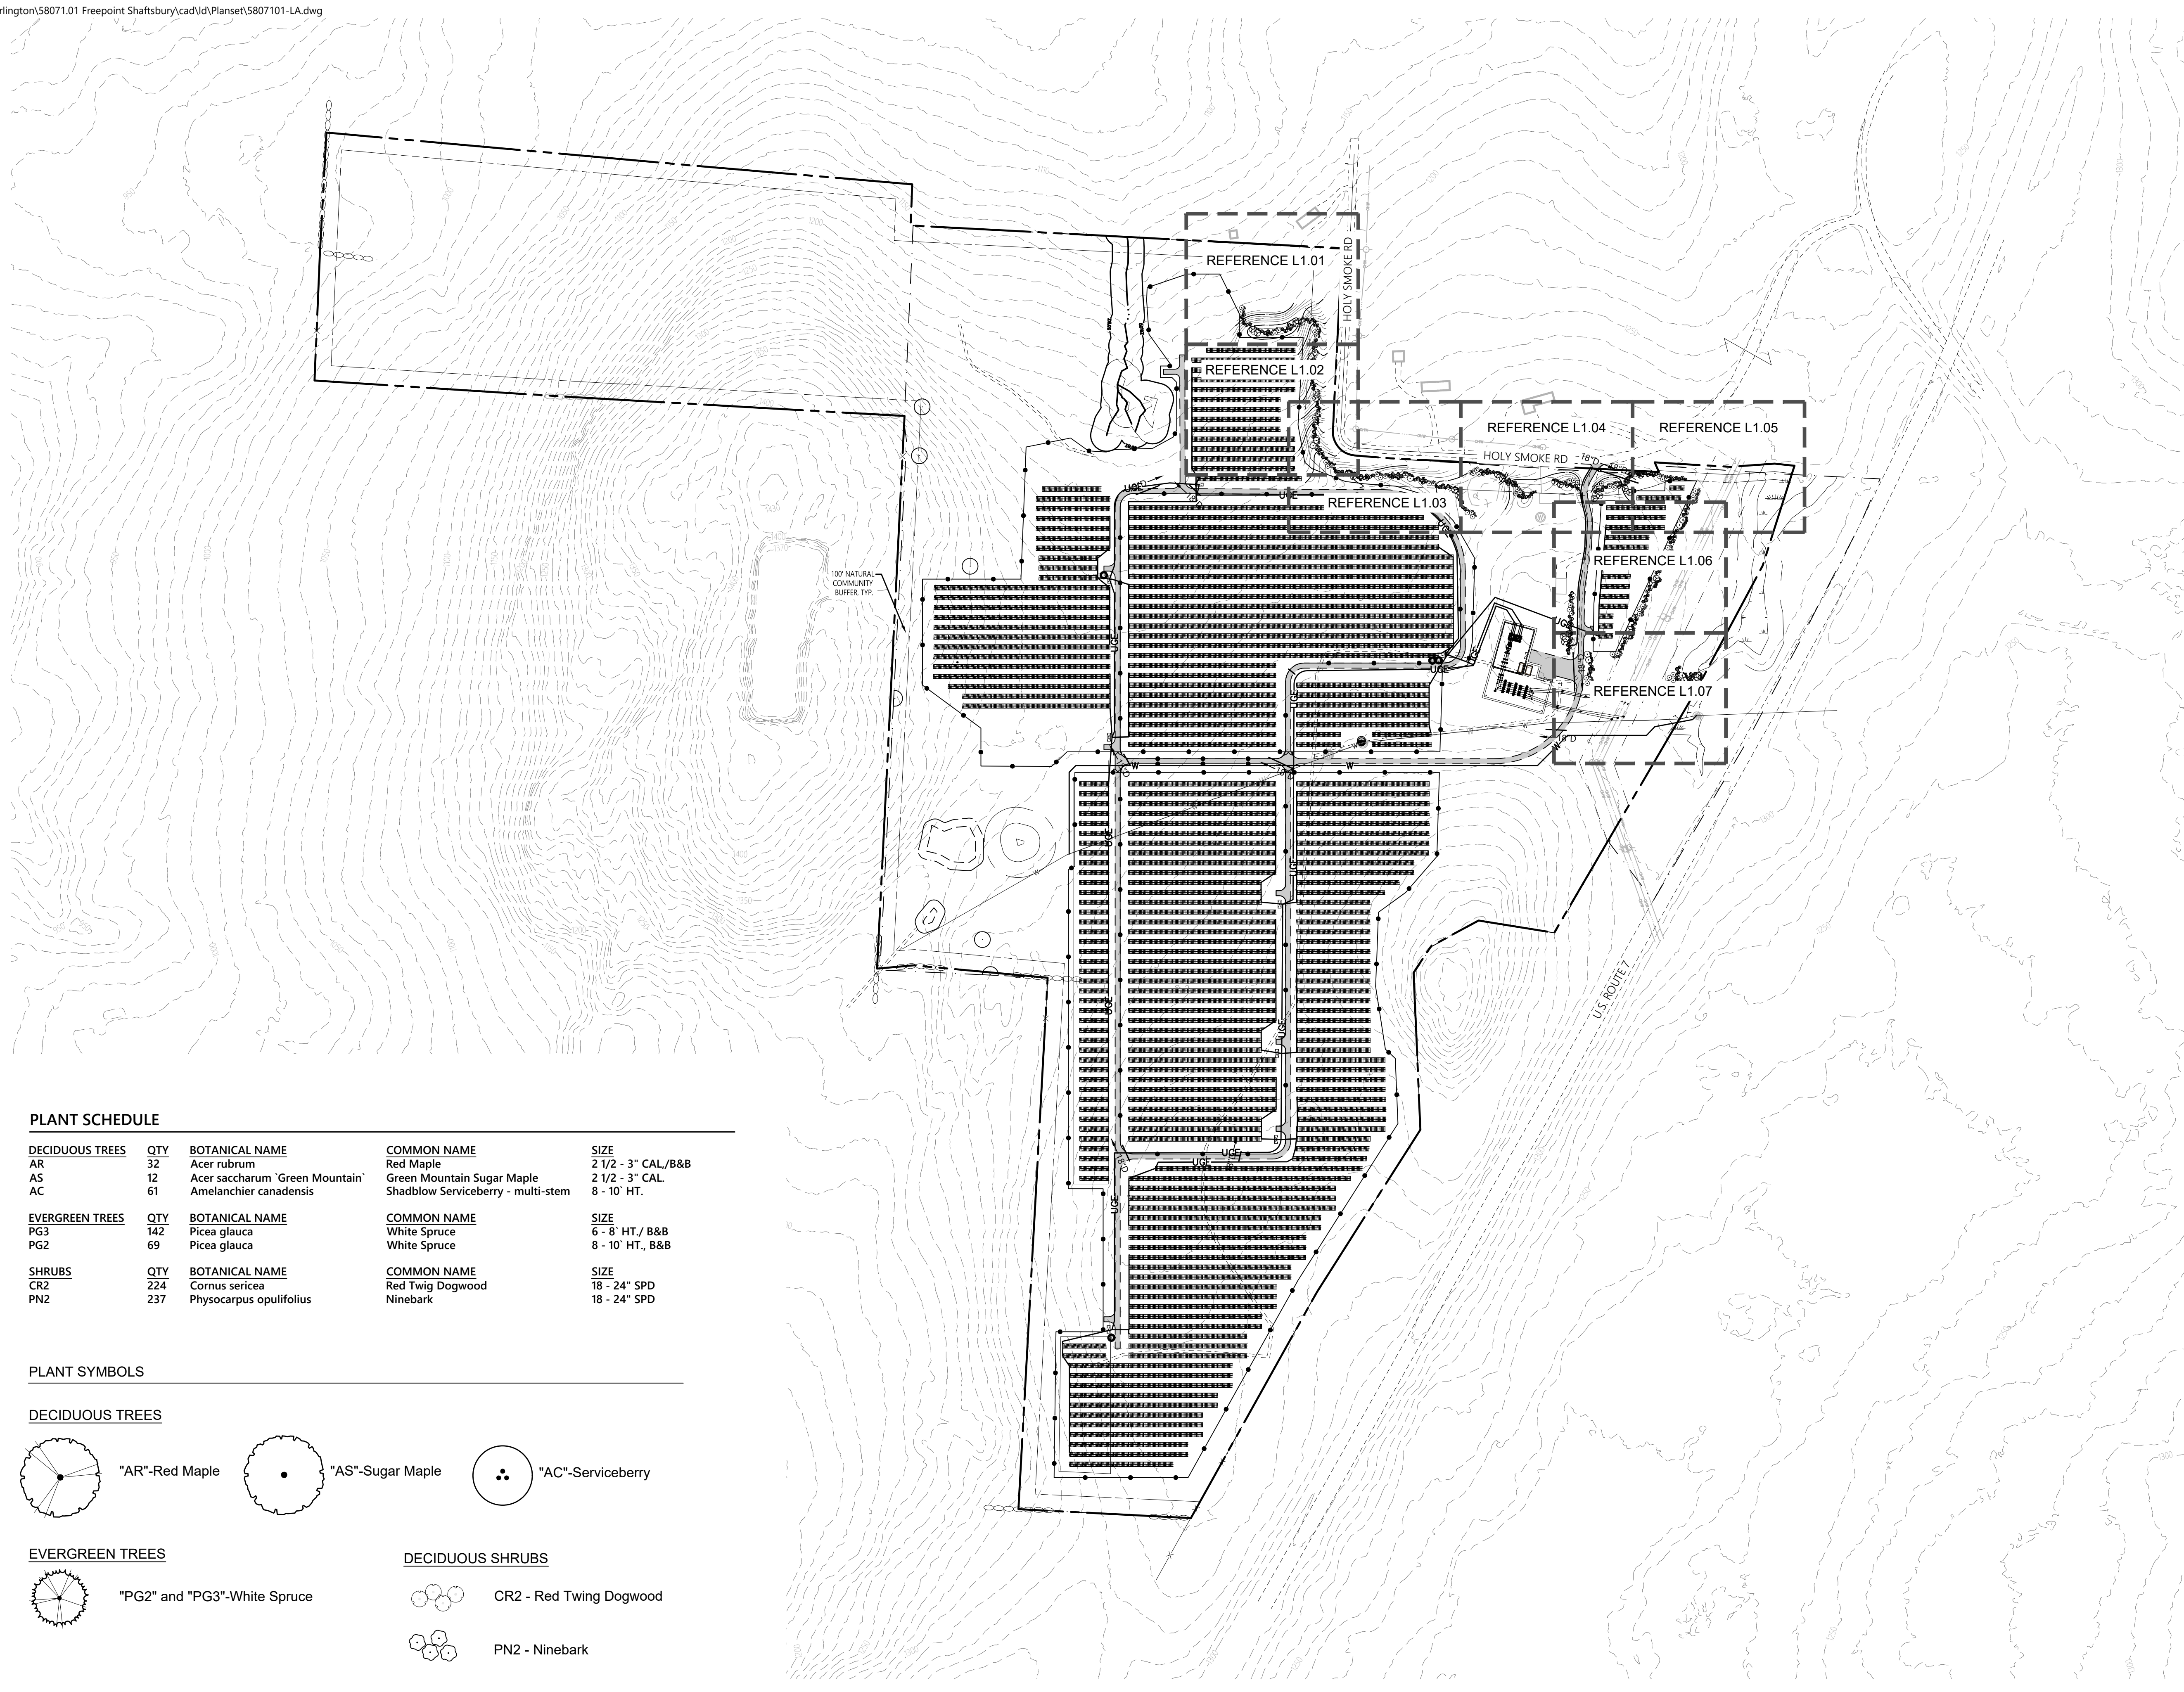 rlington\58071.01 Freepoint Shaftsbury\cad\ld\Planset\5807101-LA.dwg
REFERENCE L1.01
HOLY SMOKE RD
REFERENCE L1.02
REFERENCE L1.04
REFERENCE L1.05
HOLY SMOKE RD
18"D
UGE
UGE
REFERENCE L1.03
REFERENCE L1.06
100' NATURAL
COMMUNITY
BUFFER, TYP.
UGE
UGE
UGE
REFERENCE L1.07
W
W
W
UGE
UGE
UGE
UGE
U.S. ROUTE 7
UGE
UGE
UGE
18"D
PLANT SCHEDULE
DECIDUOUS TREES QTY BOTANICAL NAME COMMON NAME SIZE
AR 32 Acer rubrum Red Maple 2 1/2 - 3" CAL,/B&B
AS 12 Acer saccharum `Green Mountain` Green Mountain Sugar Maple 2 1/2 - 3" CAL.
AC 61 Amelanchier canadensis Shadblow Serviceberry - multi-stem 8 - 10` HT.
EVERGREEN TREES QTY BOTANICAL NAME COMMON NAME SIZE
PG3 142 Picea glauca White Spruce 6 - 8` HT./ B&B
PG2 69 Picea glauca White Spruce 8 - 10` HT., B&B
SHRUBS QTY BOTANICAL NAME COMMON NAME SIZE
CR2 224 Cornus sericea Red Twig Dogwood 18 - 24" SPD
PN2 237 Physocarpus opulifolius Ninebark 18 - 24" SPD
PLANT SYMBOLS
DECIDUOUS TREES
"AR"-Red Maple "AS"-Sugar Maple "AC"-Serviceberry
EVERGREEN TREES
"PG2" and "PG3"-White Spruce
DECIDUOUS SHRUBS
CR2 - Red Twing Dogwood
PN2 - Ninebark